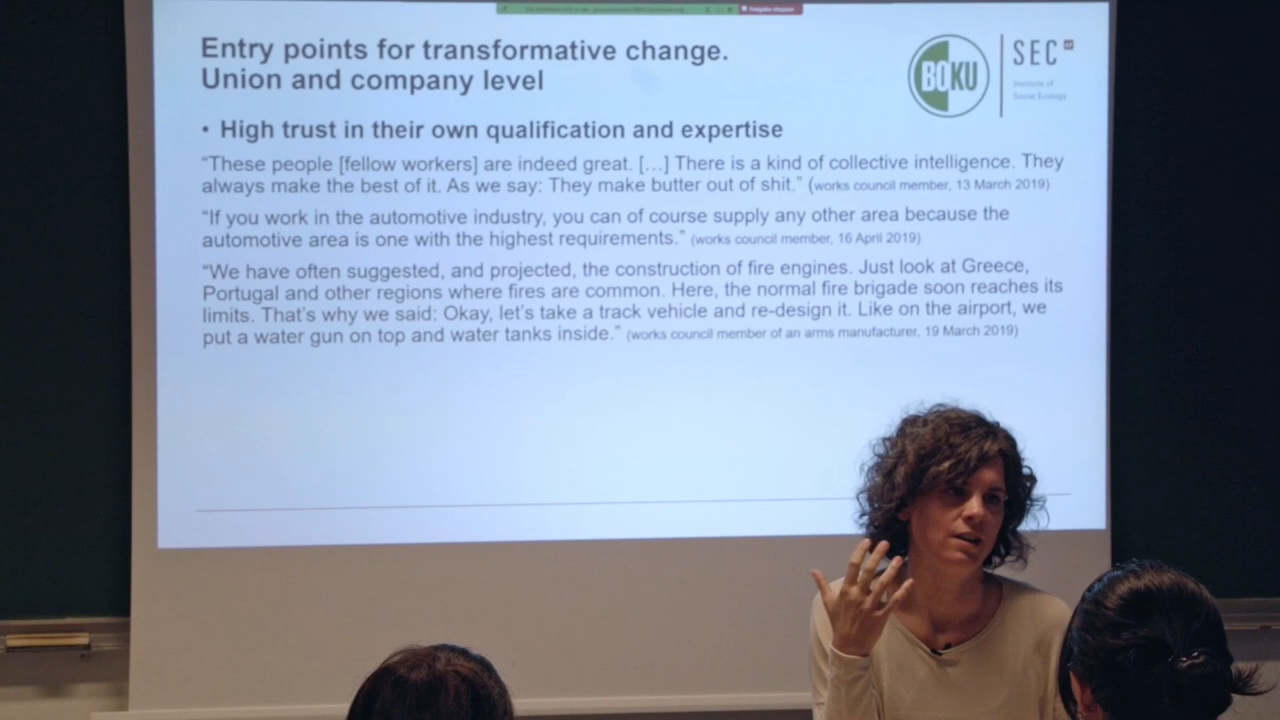 Entry points for transformative change.
Union and company level
BOKU
SEC
Institute of
Social Ecology
• High trust in their own qualification and expertise
“These people [fellow workers] are indeed great. […] There is a kind of collective intelligence. They
always make the best of it. As we say: They make butter out of shit.” (works council member, 13 March 2019)
“If you work in the automotive industry, you can of course supply any other area because the
automotive area is one with the highest requirements.” (works council member, 16 April 2019)
“We have often suggested, and projected, the construction of fire engines. Just look at Greece,
Portugal and other regions where fires are common. Here, the normal fire brigade soon reaches its
limits. That’s why we said: Okay, let’s take a track vehicle and re-design it. Like on the airport, we
put a water gun on top and water tanks inside.” (works council member of an arms manufacturer, 19 March 2019)